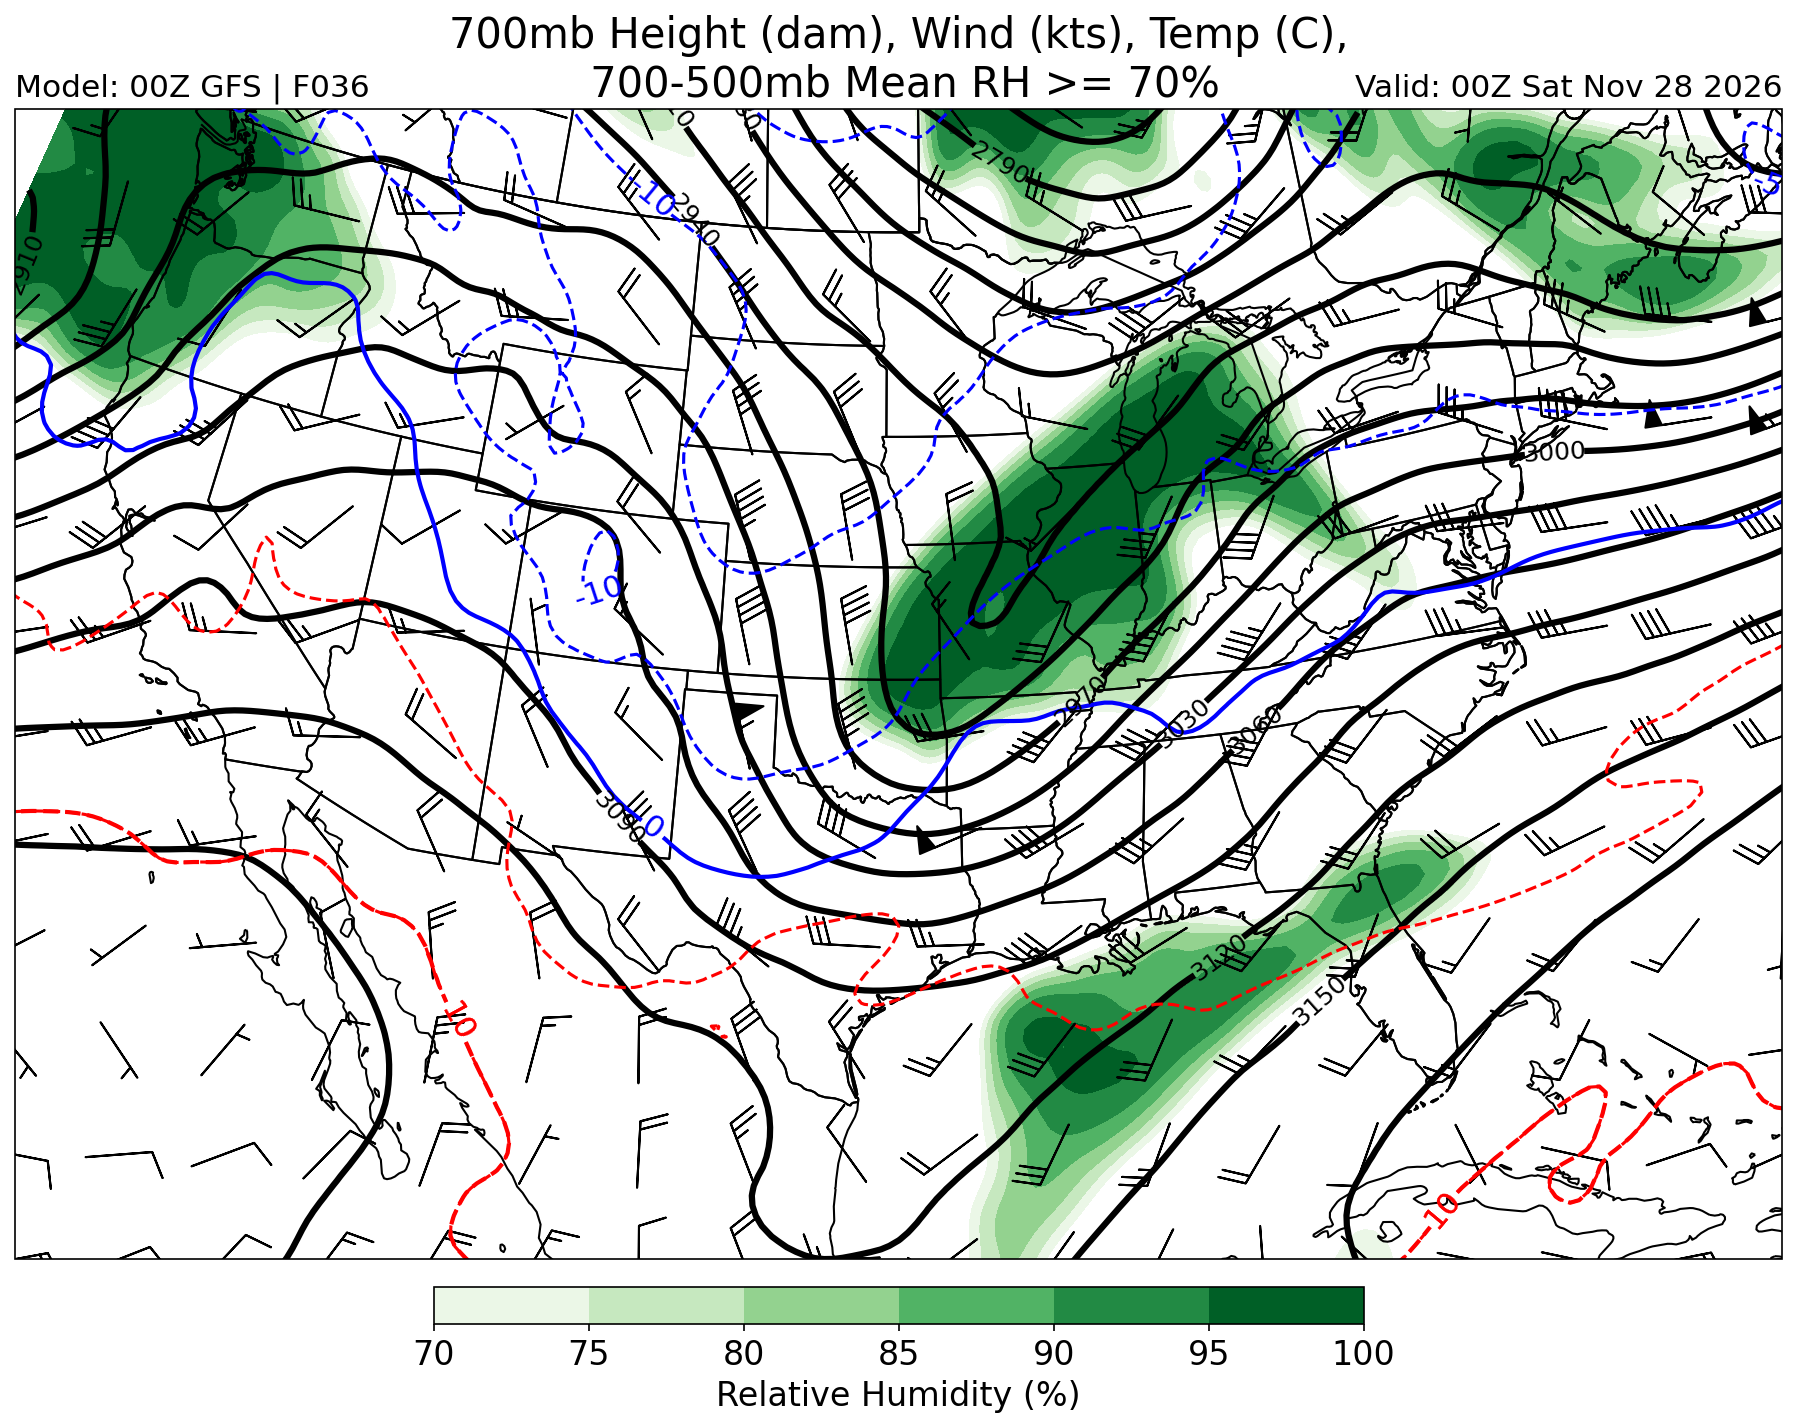 700mb Height (dam), Wind (kts), Temp (C),
Model: 00Z GFS | F036
700-500mb Mean RH >= 70%
Valid: 00Z Sat Nov 28 2026
2790
-5
-10
2940
2910
3000
-10
2970
3030
3060
3090
0
3120
3150
10
10
70 75 80 85 90 95 100
Relative Humidity (%)